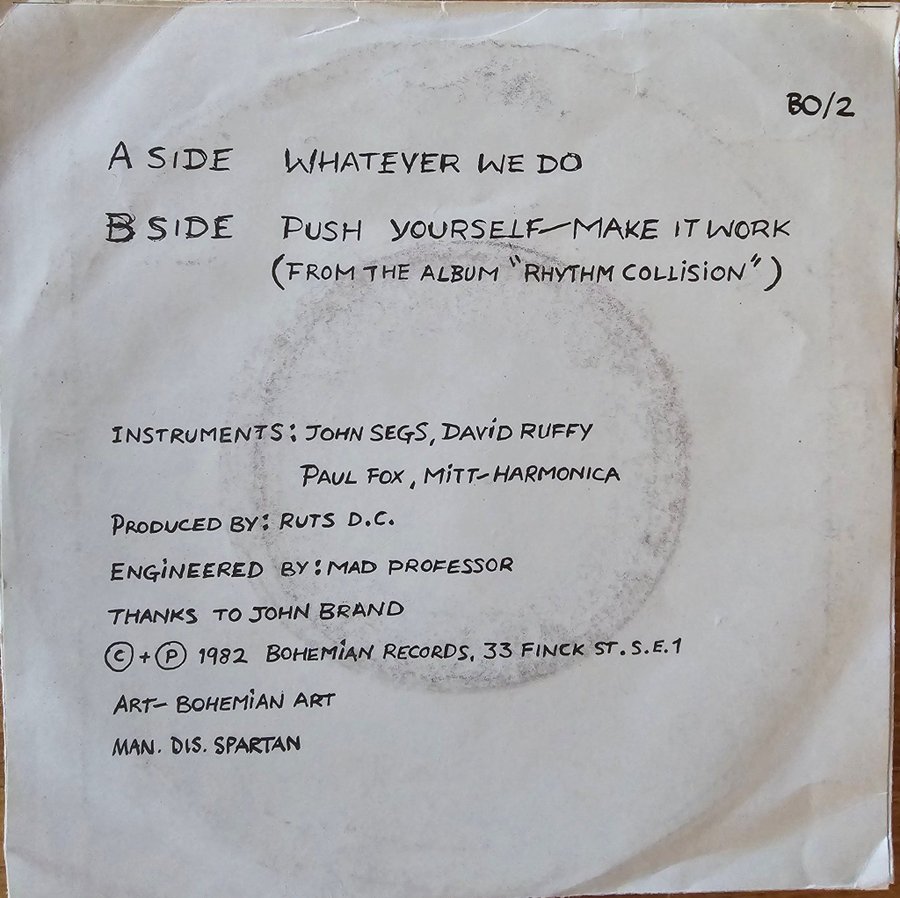 BO/2
A SIDE WHATEVER WE DO
B SIDE PUSH YOURSELF-MAKE IT WORK
(FROM THE ALBUM "RHYTHM COLLiSiON")
INSTRUMENTS: JOHN SEGS, DAViD RUFFY
PAUL FOX, MiTT-HARMONICA
PRODUCED BY: RUTS D.C.
ENGiNEERED BY: MAD PROFESSOR
THANKS TO JOHN BRAND
©+℗ 1982 BOHEMiAN RECORDS, 33 FINCK ST. S.E.1
ART- BOHEMiAN ART
MAN. DIS. SPARTAN